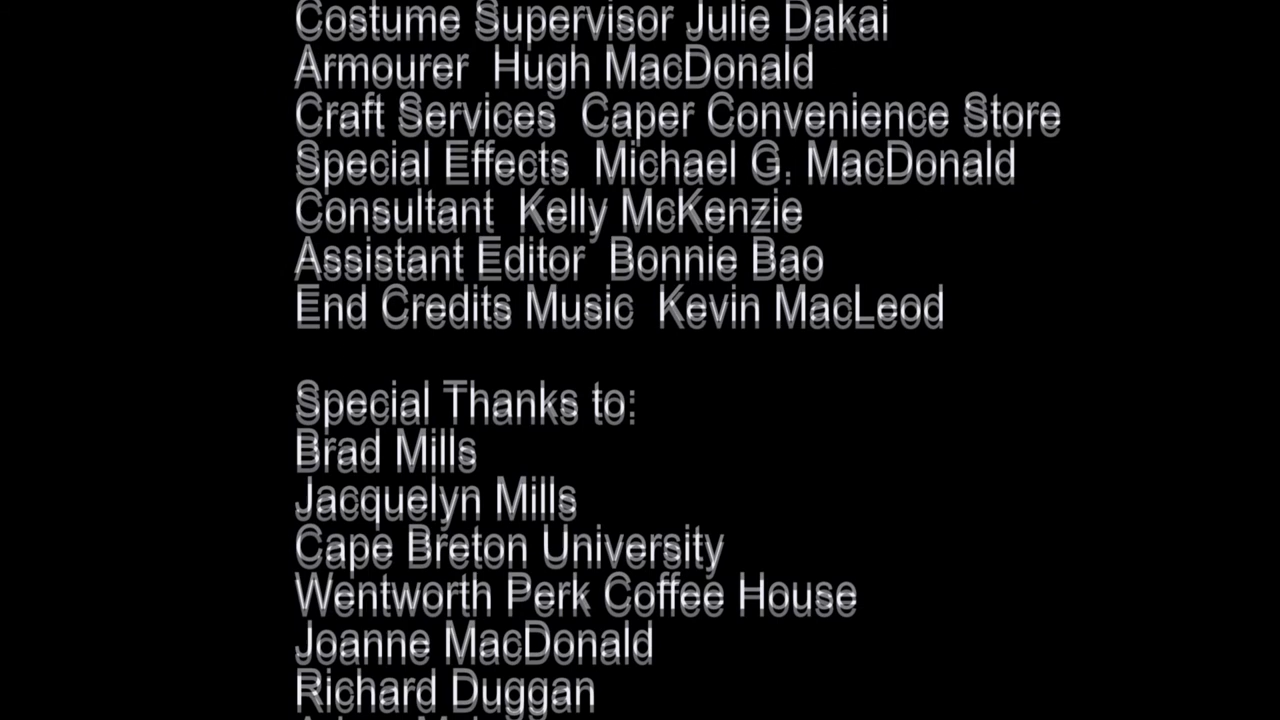 Costume Supervisor Julie Dakai
Armourer Hugh MacDonald
Craft Services Caper Convenience Store
Special Effects Michael G. MacDonald
Consultant Kelly McKenzie
Assistant Editor Bonnie Bao
End Credits Music Kevin MacLeod
Special Thanks to:
Brad Mills
Jacquelyn Mills
Cape Breton University
Wentworth Perk Coffee House
Joanne MacDonald
Richard Duggan